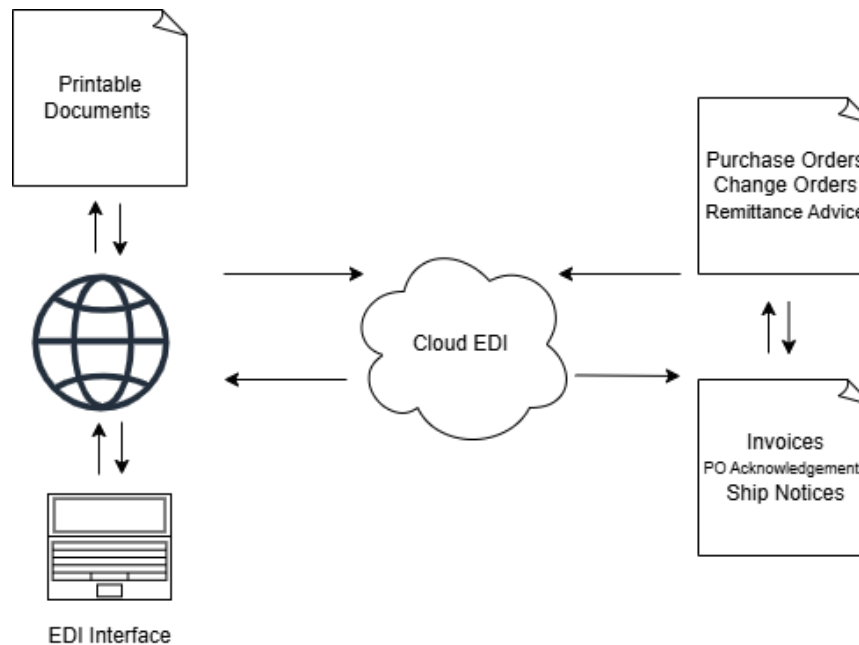 Printable
Documents
Purchase Orders
Change Orders
Remittance Advice
Cloud EDI
Invoices
PO Acknowledgement
Ship Notices
EDI Interface